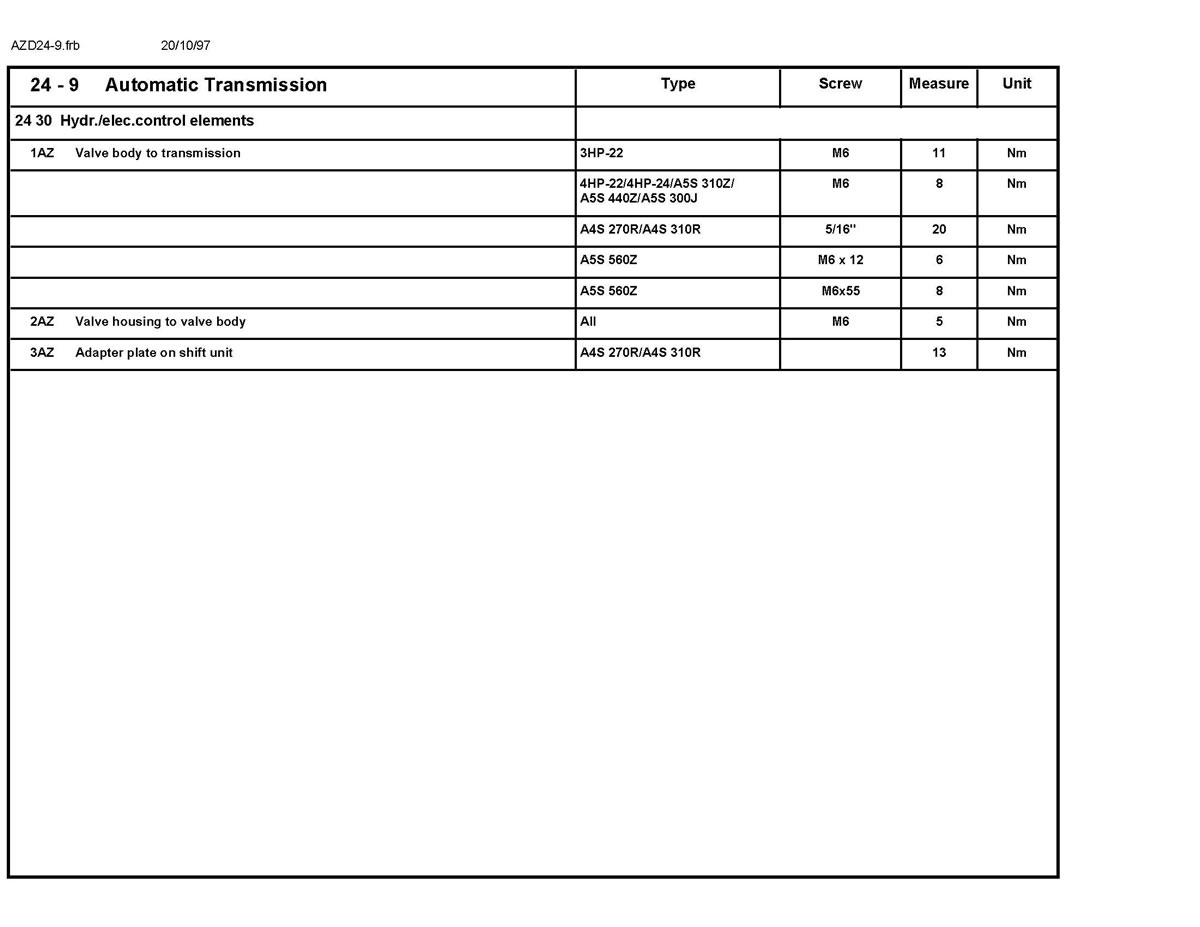 AZD24-9.frb 20/10/97
24 - 9 Automatic Transmission Type Screw Measure Unit
24 30 Hydr./elec.control elements
1AZ Valve body to transmission 3HP-22 M6 11 Nm
4HP-22/4HP-24/A5S 310Z/ M6 8 Nm
A5S 440Z/A5S 300J
A4S 270R/A4S 310R 5/16" 20 Nm
A5S 560Z M6 x 12 6 Nm
A5S 560Z M6x55 8 Nm
2AZ Valve housing to valve body All M6 5 Nm
3AZ Adapter plate on shift unit A4S 270R/A4S 310R 13 Nm